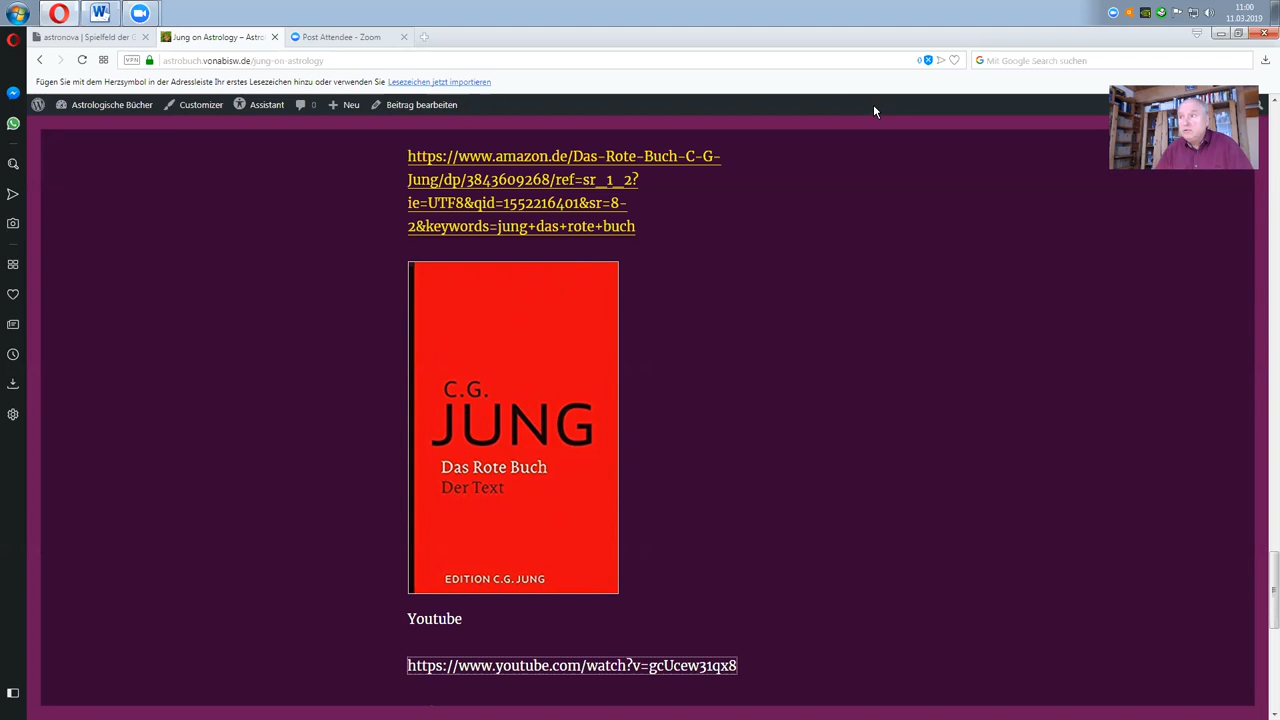 11:00
11.03.2019
astronova | Spielfeld der G
Jung on Astrology – Astro
Post Attendee - Zoom
VPN
astrobuch.vonabisw.de/jung-on-astrology
0
Mit Google Search suchen
Fügen Sie mit dem Herzsymbol in der Adressleiste Ihr erstes Lesezeichen hinzu oder verwenden Sie Lesezeichen jetzt importieren
Astrologische Bücher
Customizer
Assistant
0
Neu
Beitrag bearbeiten
https://www.amazon.de/Das-Rote-Buch-C-G-
Jung/dp/3843609268/ref=sr_1_2?
ie=UTF8&qid=1552216401&sr=8-
2&keywords=jung+das+rote+buch
C.G.
JUNG
Das Rote Buch
Der Text
EDITION C.G.JUNG
Youtube
https://www.youtube.com/watch?v=gcUcew31qx8